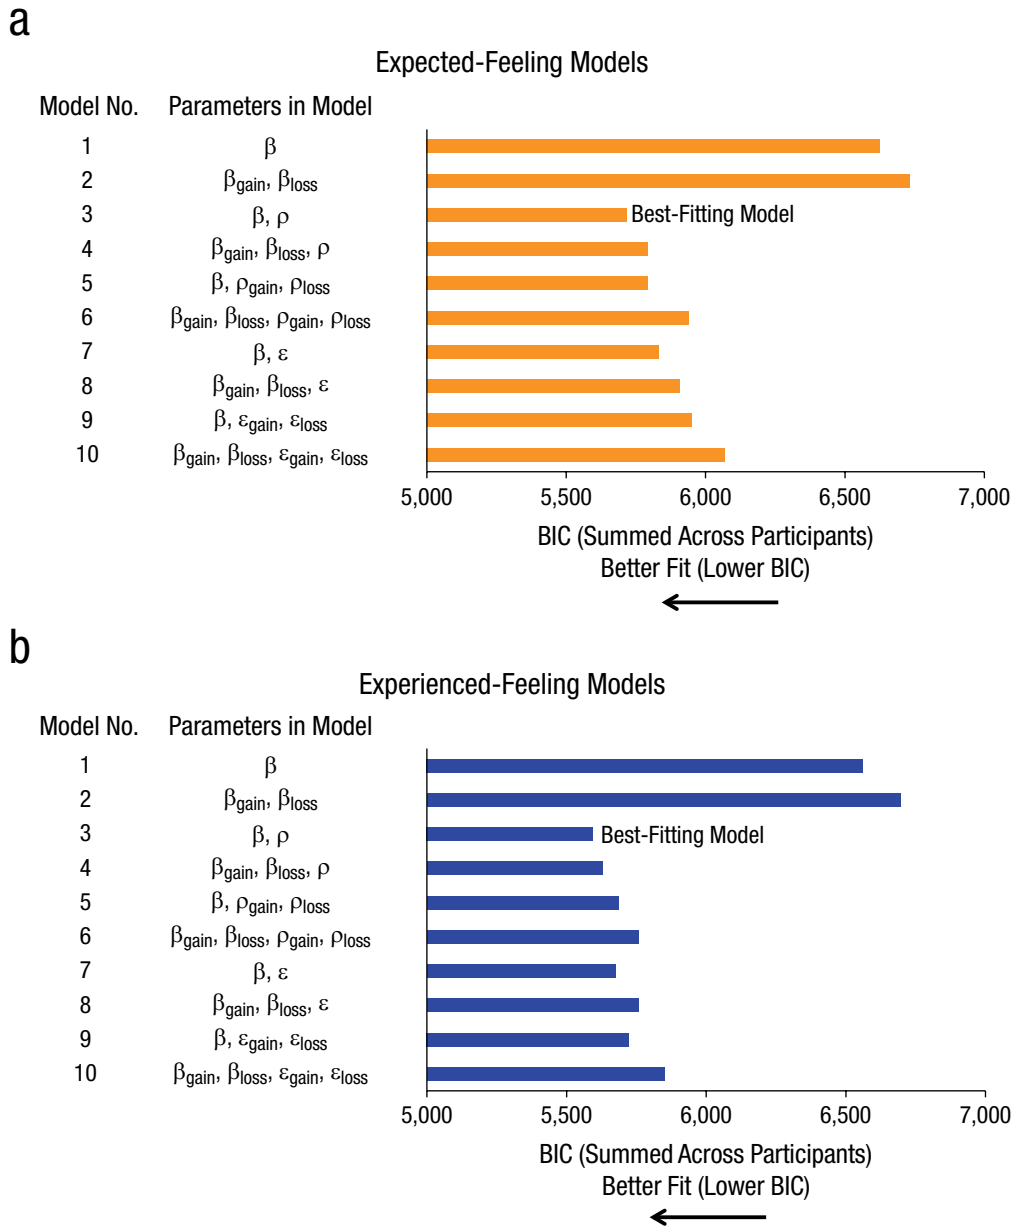 a
Expected-Feeling Models
Model No. Parameters in Model
1 β
2 βgain, βloss
3 β, ρ Best-Fitting Model
4 βgain, βloss, ρ
5 β, ρgain, ρloss
6 βgain, βloss, ρgain, ρloss
7 β, ε
8 βgain, βloss, ε
9 β, εgain, εloss
10 βgain, βloss, εgain, εloss
5,000 5,500 6,000 6,500 7,000
BIC (Summed Across Participants)
Better Fit (Lower BIC)
b
Experienced-Feeling Models
Model No. Parameters in Model
1 β
2 βgain, βloss
3 β, ρ Best-Fitting Model
4 βgain, βloss, ρ
5 β, ρgain, ρloss
6 βgain, βloss, ρgain, ρloss
7 β, ε
8 βgain, βloss, ε
9 β, εgain, εloss
10 βgain, βloss, εgain, εloss
5,000 5,500 6,000 6,500 7,000
BIC (Summed Across Participants)
Better Fit (Lower BIC)